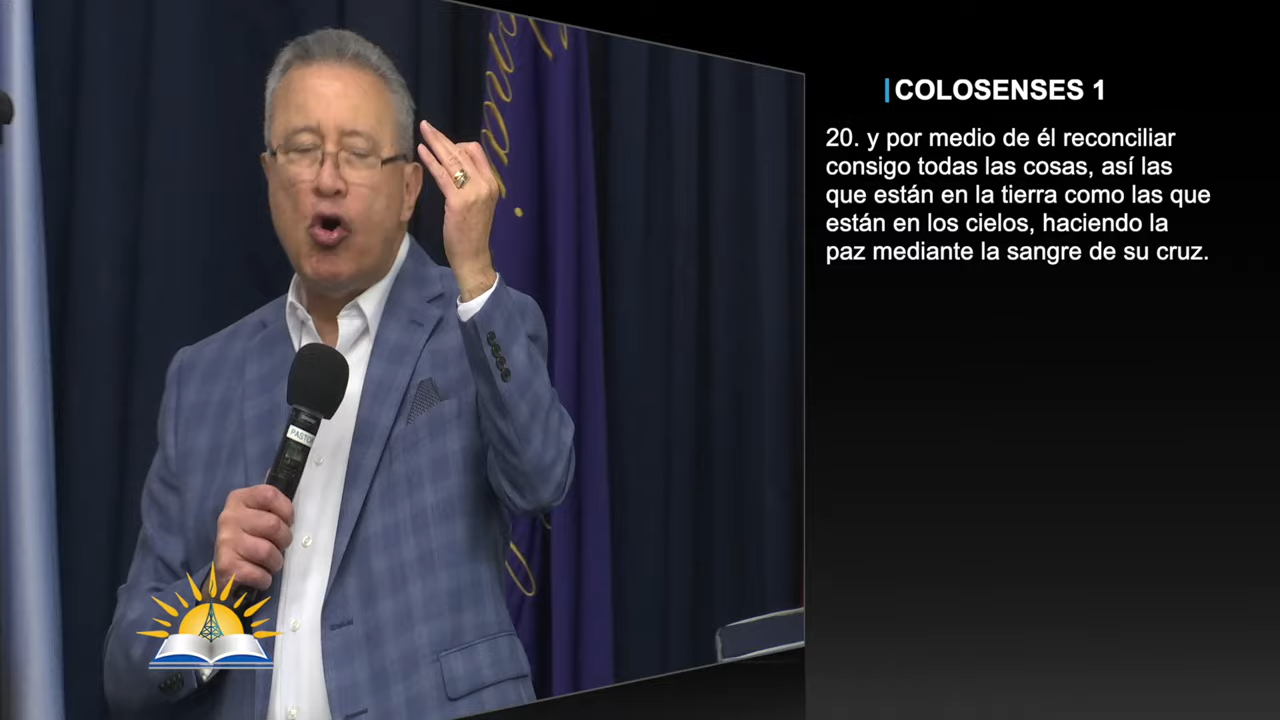 COLOSENSES 1
20. y por medio de él reconciliar
consigo todas las cosas, así las
que están en la tierra como las que
están en los cielos, haciendo la
paz mediante la sangre de su cruz.